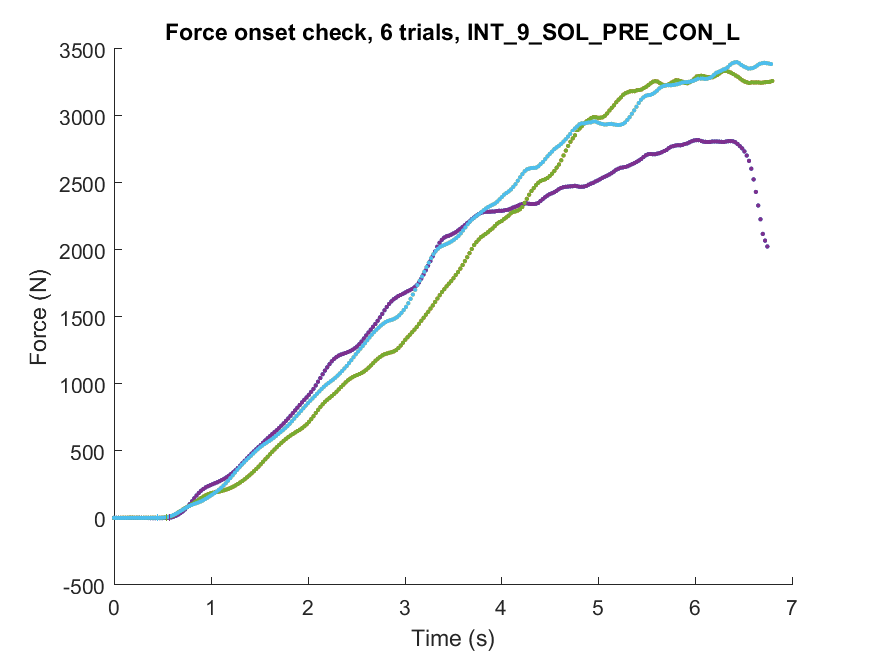 Force onset check, 6 trials, INT_9_SOL_PRE_CON_L
3500
3000
2500
2000
1500
1000
500
0
-500
Force (N)
0 1 2 3 4 5 6 7
Time (s)